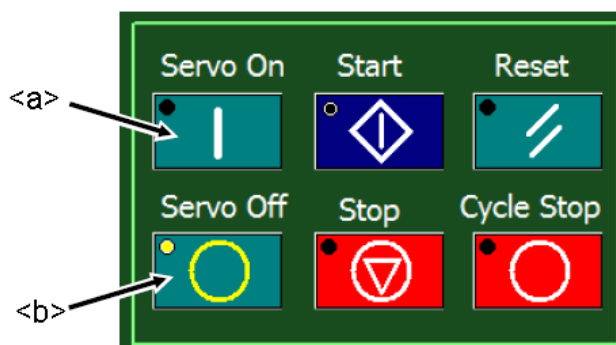 Servo On Start Reset
<a>
Servo Off Stop Cycle Stop
<b>